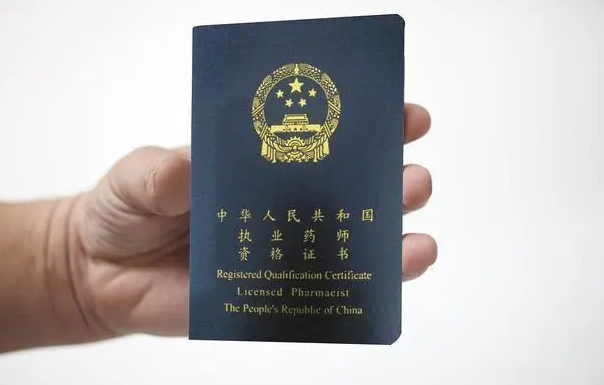 中华人民共和国
执业药师
资格证书
Registered Qualification Certificate
Licensed Pharmacist
The People's Republic of China